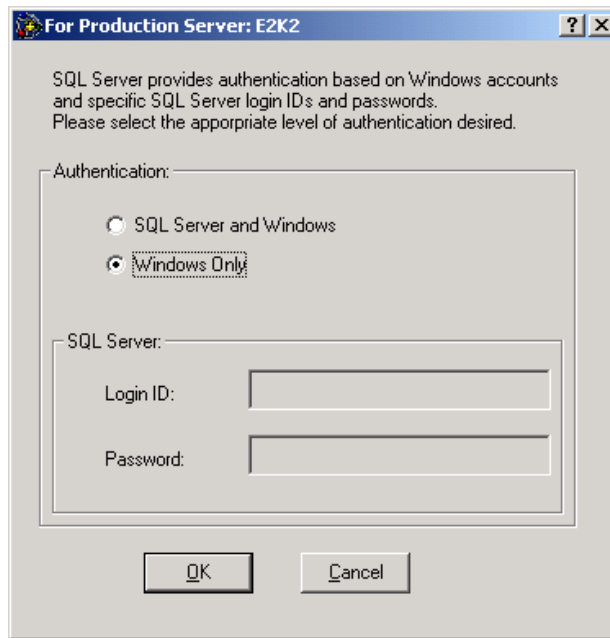 For Production Server: E2K2
SQL Server provides authentication based on Windows accounts
and specific SQL Server login IDs and passwords.
Please select the apporpriate level of authentication desired.
Authentication:
SQL Server and Windows
Windows Only
SQL Server:
Login ID:
Password:
OK
Cancel